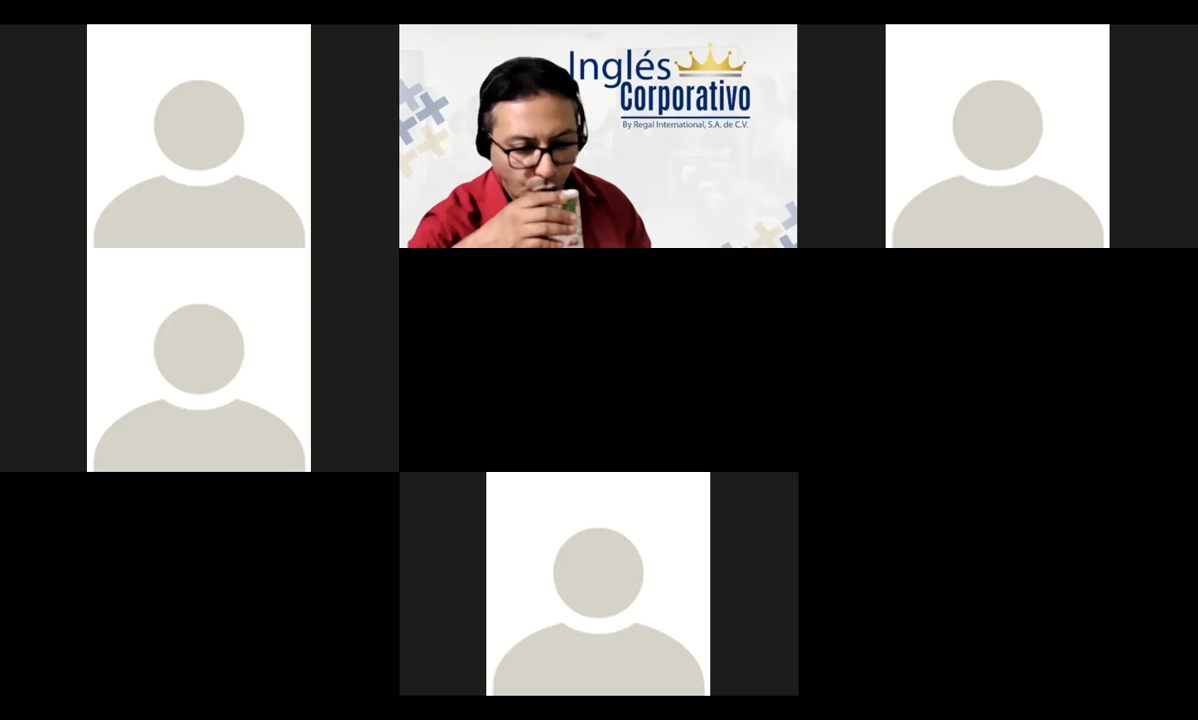 Inglés
Corporativo
By Regal International, S.A. de C.V.